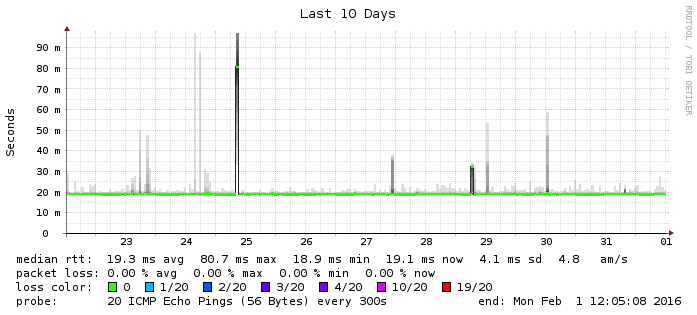 Last 10 Days
RRDTOOL / TOBI OETIKER
Seconds
90 m
80 m
70 m
60 m
50 m
40 m
30 m
20 m
10 m
0
23 24 25 26 27 28 29 30 31 01
median rtt: 19.3 ms avg 80.7 ms max 18.9 ms min 19.1 ms now 4.1 ms sd 4.8 am/s
packet loss: 0.00 % avg 0.00 % max 0.00 % min 0.00 % now
loss color: 0 1/20 2/20 3/20 4/20 10/20 19/20
probe: 20 ICMP Echo Pings (56 Bytes) every 300s end: Mon Feb 1 12:05:08 2016